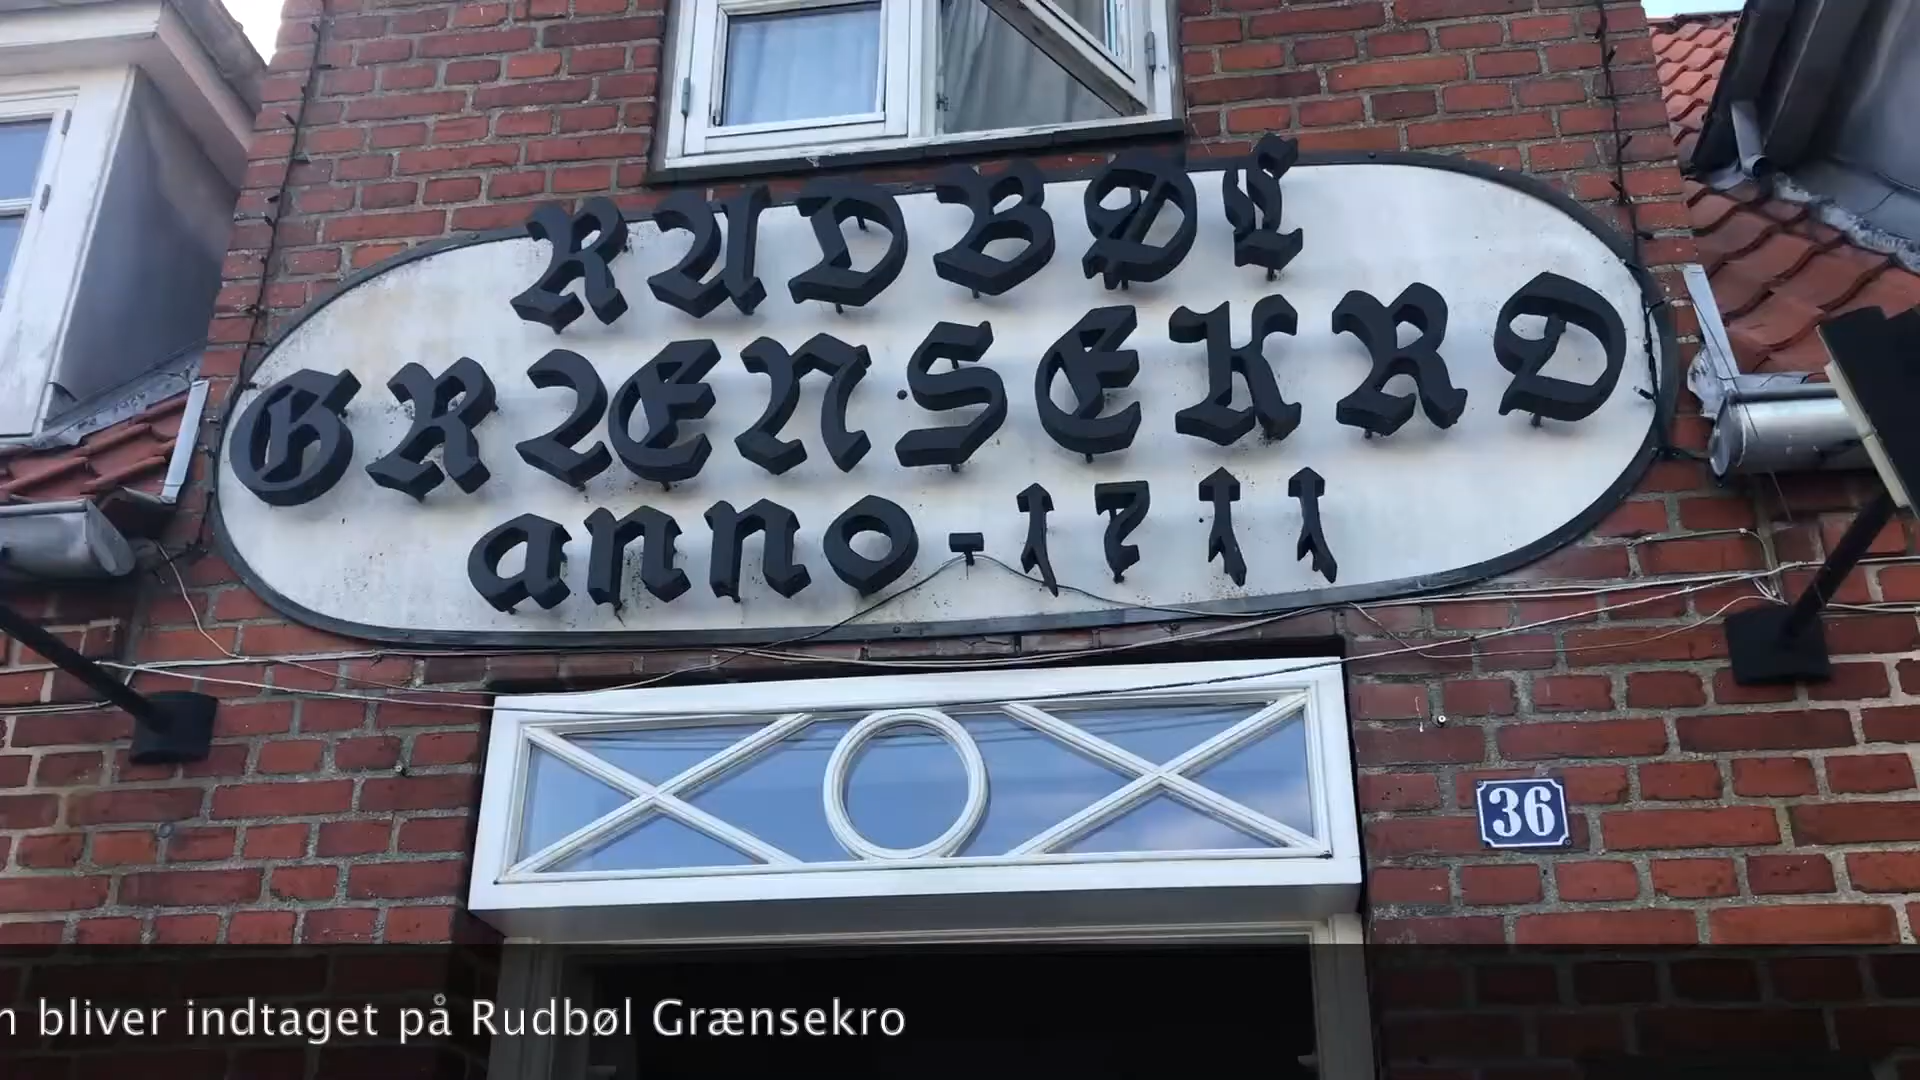 RUDBØL
GRÆNSEKRO
anno-1711
36
bliver indtaget på Rudbøl Grænsekro